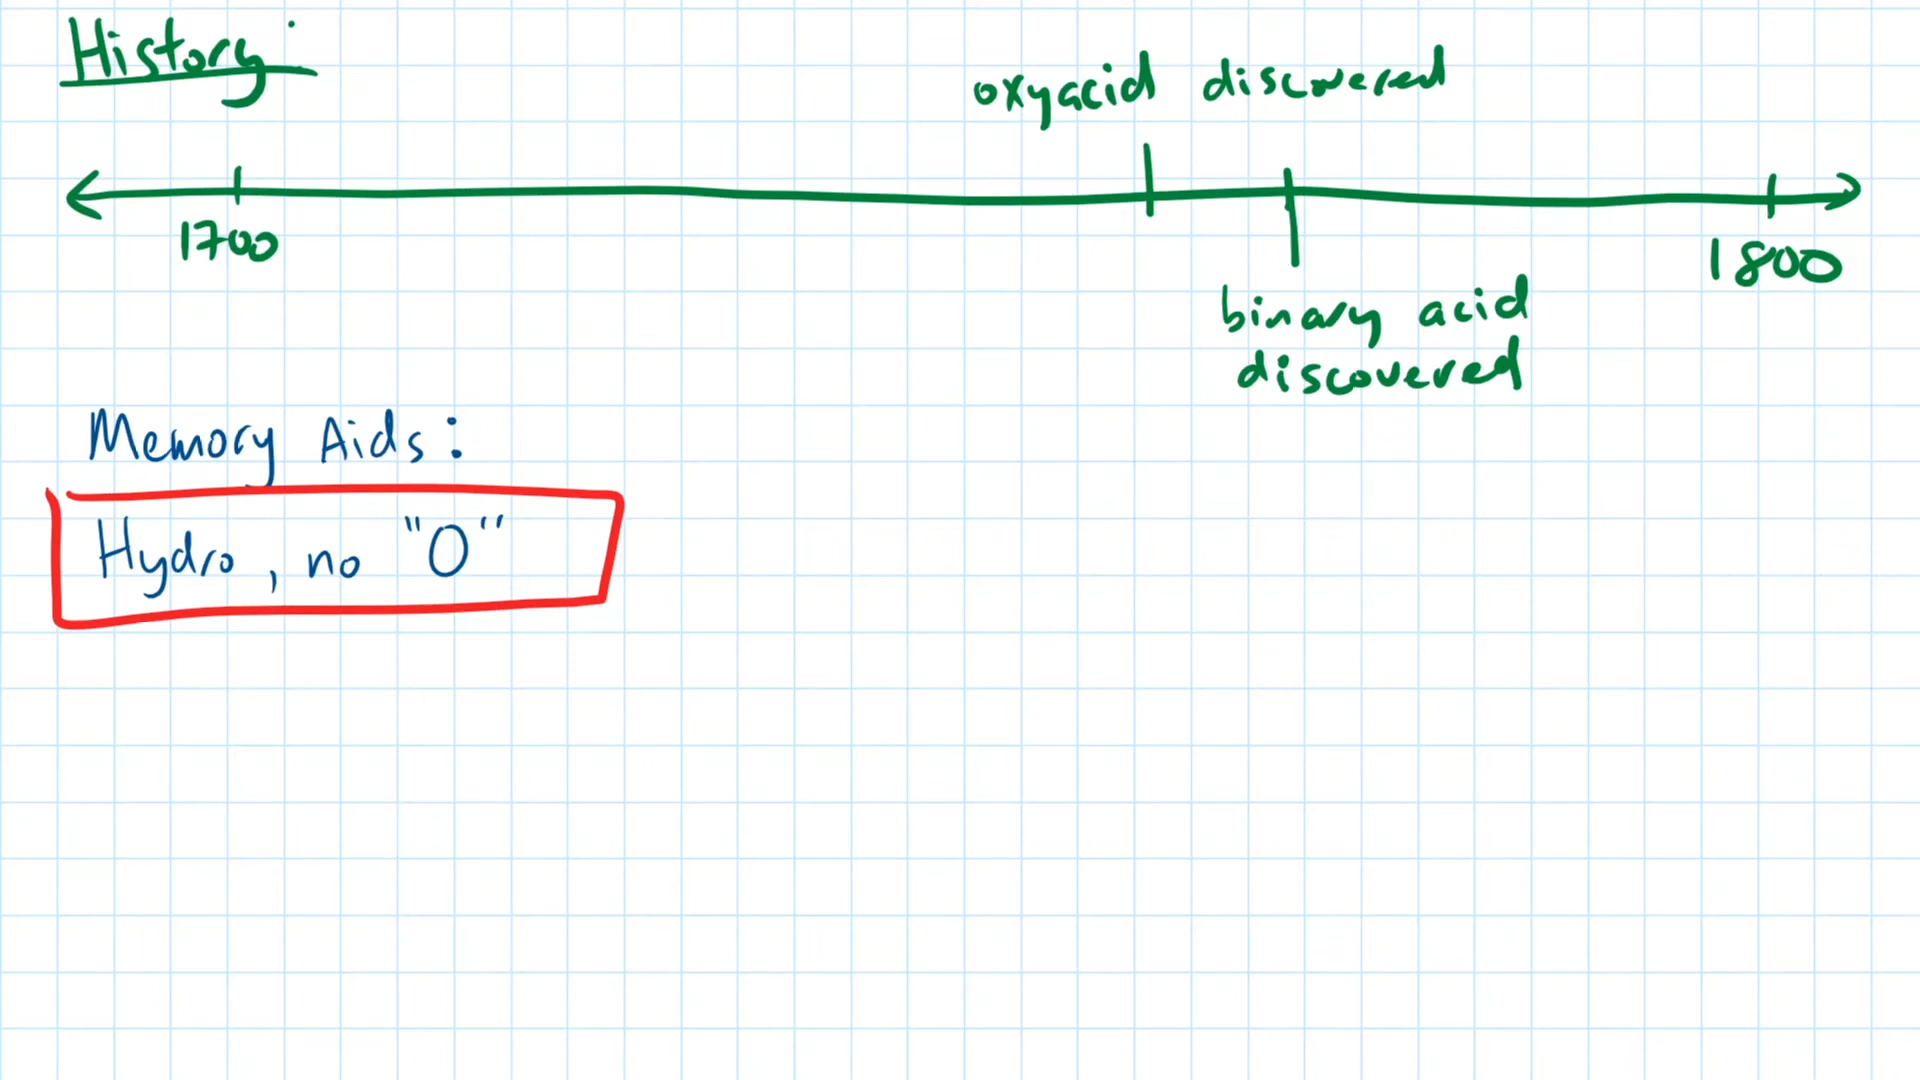 History:
oxyacid discovered
1700
1800
binary acid
discovered
Memory Aids:
Hydro, no "O"